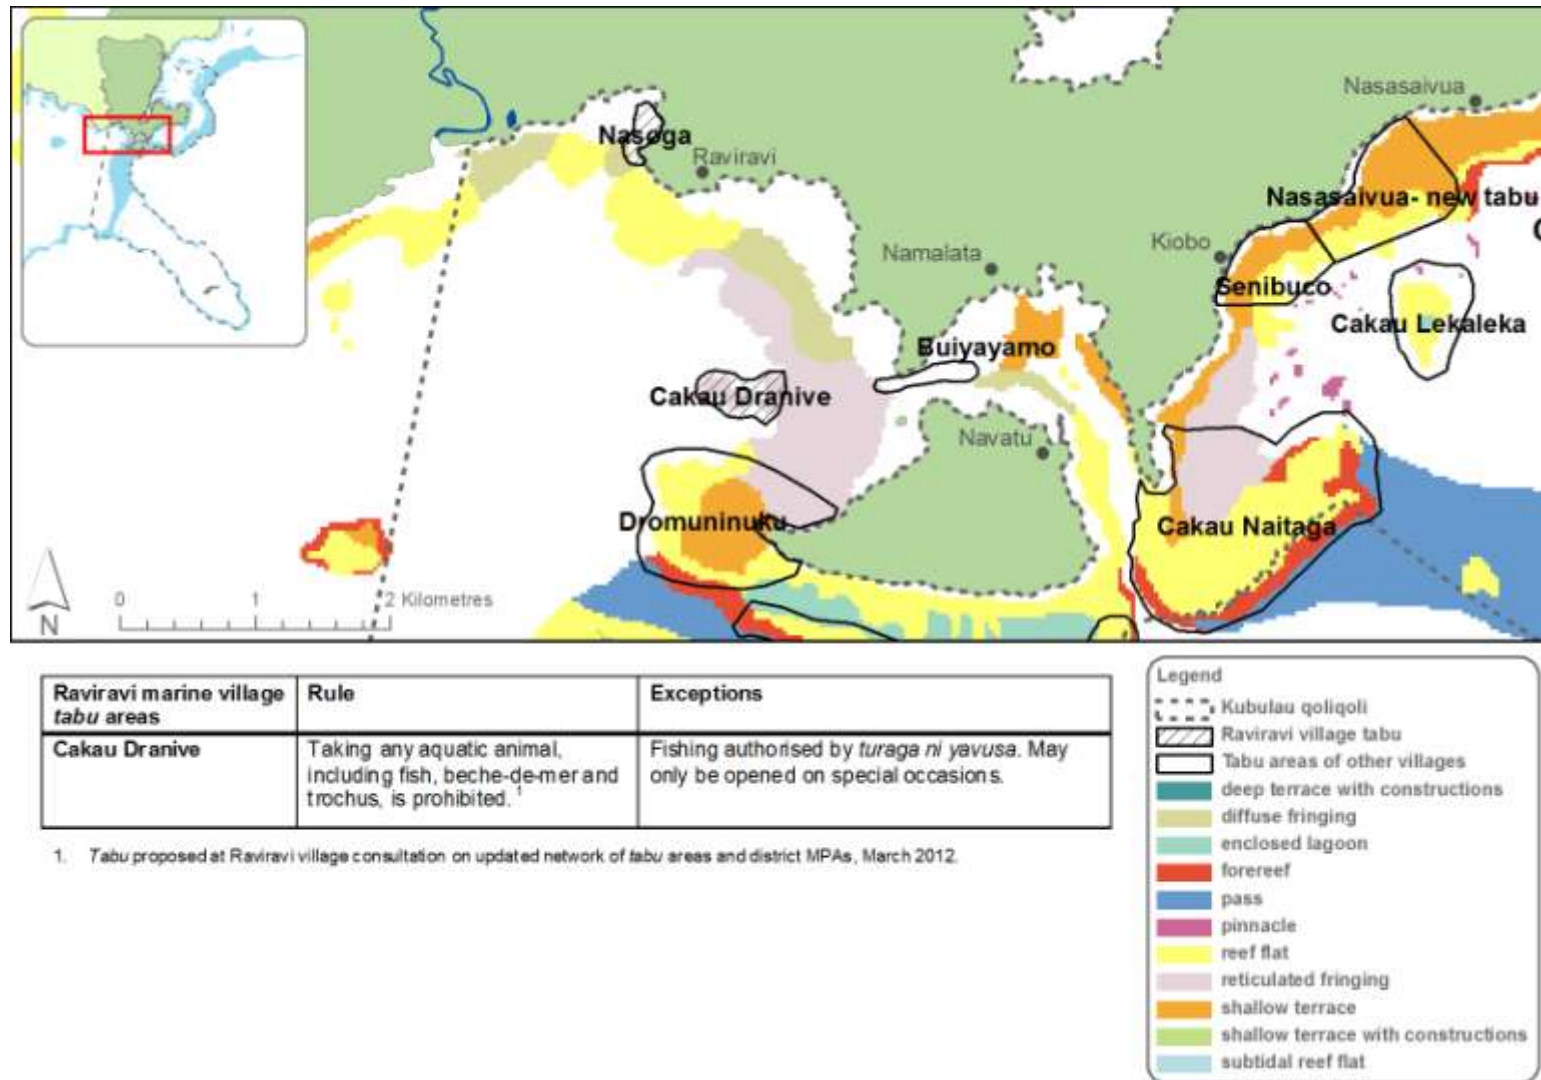 Nasasaivua
Nasoga
Raviravi
Nasasaivua- new tabu
Kiobo
Namalata
Senibuco
Cakau Lekaleka
Buiyayamo
Cakau Dranive
Navatu
Dromuninuku
Cakau Naitaga
0 1 2 Kilometres
N
Raviravi marine village
tabu areas
Rule
Exceptions
Cakau Dranive
Taking any aquatic animal,
including fish, beche-de-mer and
trochus, is prohibited. 1
Fishing authorised by turaga ni yavusa. May
only be opened on special occasions.
1. Tabu proposed at Raviravi village consultation on updated network of tabu areas and district MPAs, March 2012.
Legend
Kubulau qoliqoli
Raviravi village tabu
Tabu areas of other villages
deep terrace with constructions
diffuse fringing
enclosed lagoon
forereef
pass
pinnacle
reef flat
reticulated fringing
shallow terrace
shallow terrace with constructions
subtidal reef flat